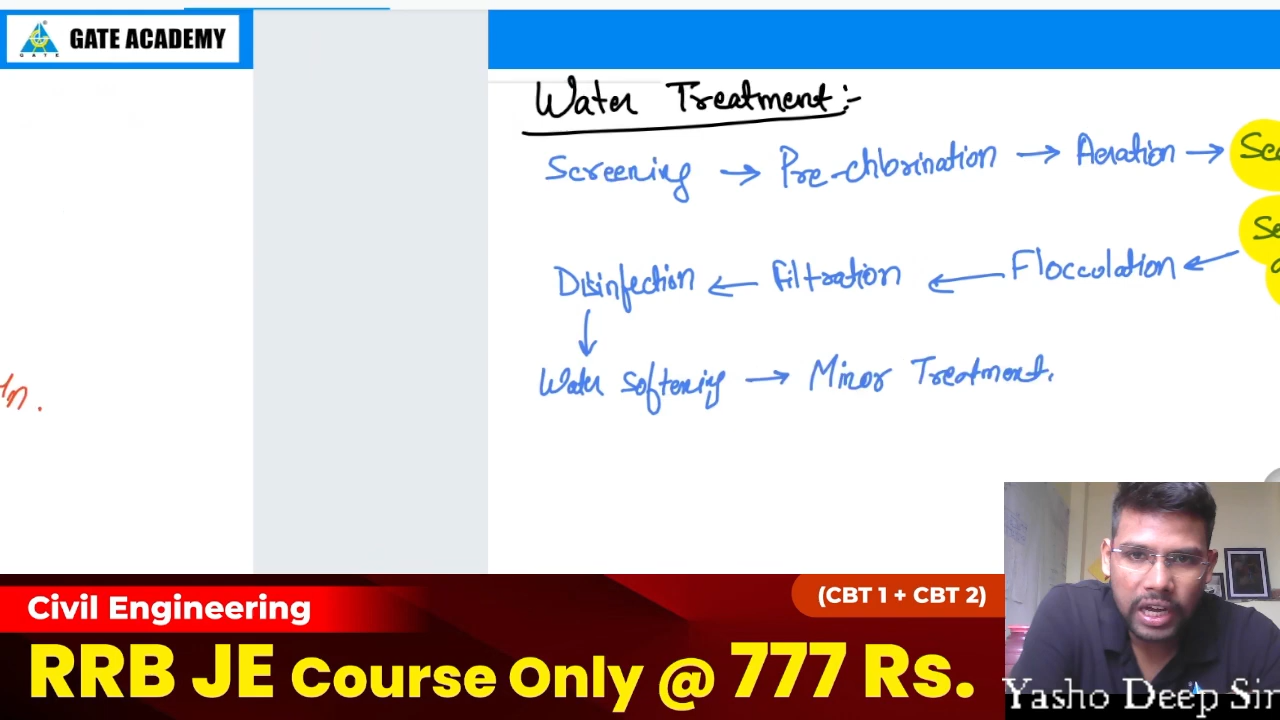 GATE ACADEMY
GATE
Water Treatment:-
Screening → Pre-chlorination → Aeration →
Disinfection ← Filtration ← Flocculation ←
Water Softening → Minor Treatment.
Civil Engineering
(CBT 1 + CBT 2)
RRB JE Course Only @ 777 Rs.
Yasho Deep Sir